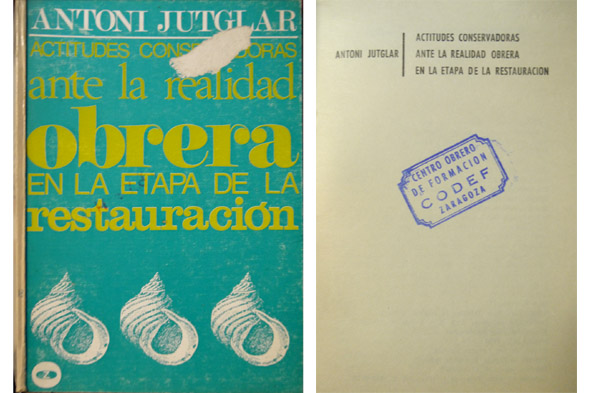 ANTONI JUTGLAR
ACTITUDES CONSERVADORAS
ante la realidad
obrera
EN LA ETAPA DE LA
restauración
Z
ANTONI JUTGLAR
ACTITUDES CONSERVADORAS
ANTE LA REALIDAD OBRERA
EN LA ETAPA DE LA RESTAURACION
CENTRO OBRERO
DE FORMACIÓN
CODEF
ZARAGOZA